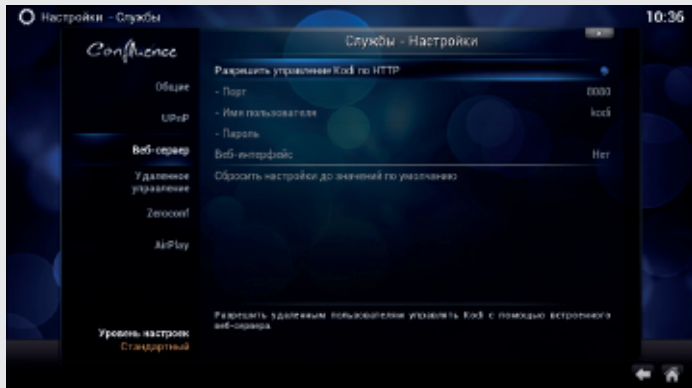 Настройки - Службы
10:36
Confluence
Службы - Настройки
Общие
UPnP
Веб-сервер
Удаленное
управление
Zeroconf
AirPlay
Уровень настроек
Стандартный
Разрешить управление Kodi по HTTP
- Порт 8080
- Имя пользователя kodi
- Пароль
Веб-интерфейс Нет
Сбросить настройки до значений по умолчанию
Разрешить удаленным пользователям управлять Kodi с помощью встроенного
веб-сервера.